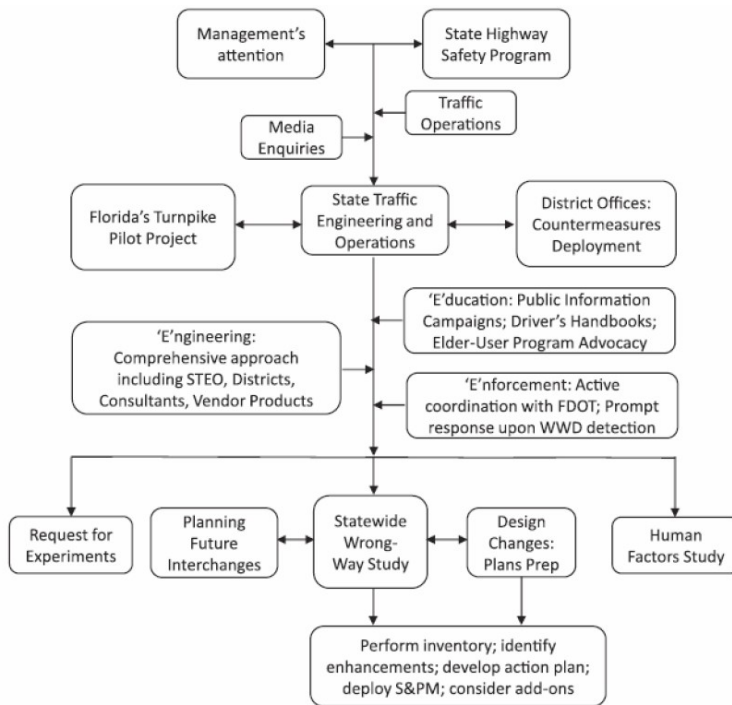 Management's
attention
State Highway
Safety Program
Traffic
Operations
Media
Enquiries
Florida's Turnpike
Pilot Project
State Traffic
Engineering and
Operations
District Offices:
Countermeasures
Deployment
'E'ducation: Public Information
Campaigns; Driver's Handbooks;
Elder-User Program Advocacy
'E'ngineering:
Comprehensive approach
including STEO, Districts,
Consultants, Vendor Products
'E'nforcement: Active
coordination with FDOT; Prompt
response upon WWD detection
Request for
Experiments
Planning
Future
Interchanges
Statewide
Wrong-
Way Study
Design
Changes:
Plans Prep
Human
Factors Study
Perform inventory; identify
enhancements; develop action plan;
deploy S&PM; consider add-ons